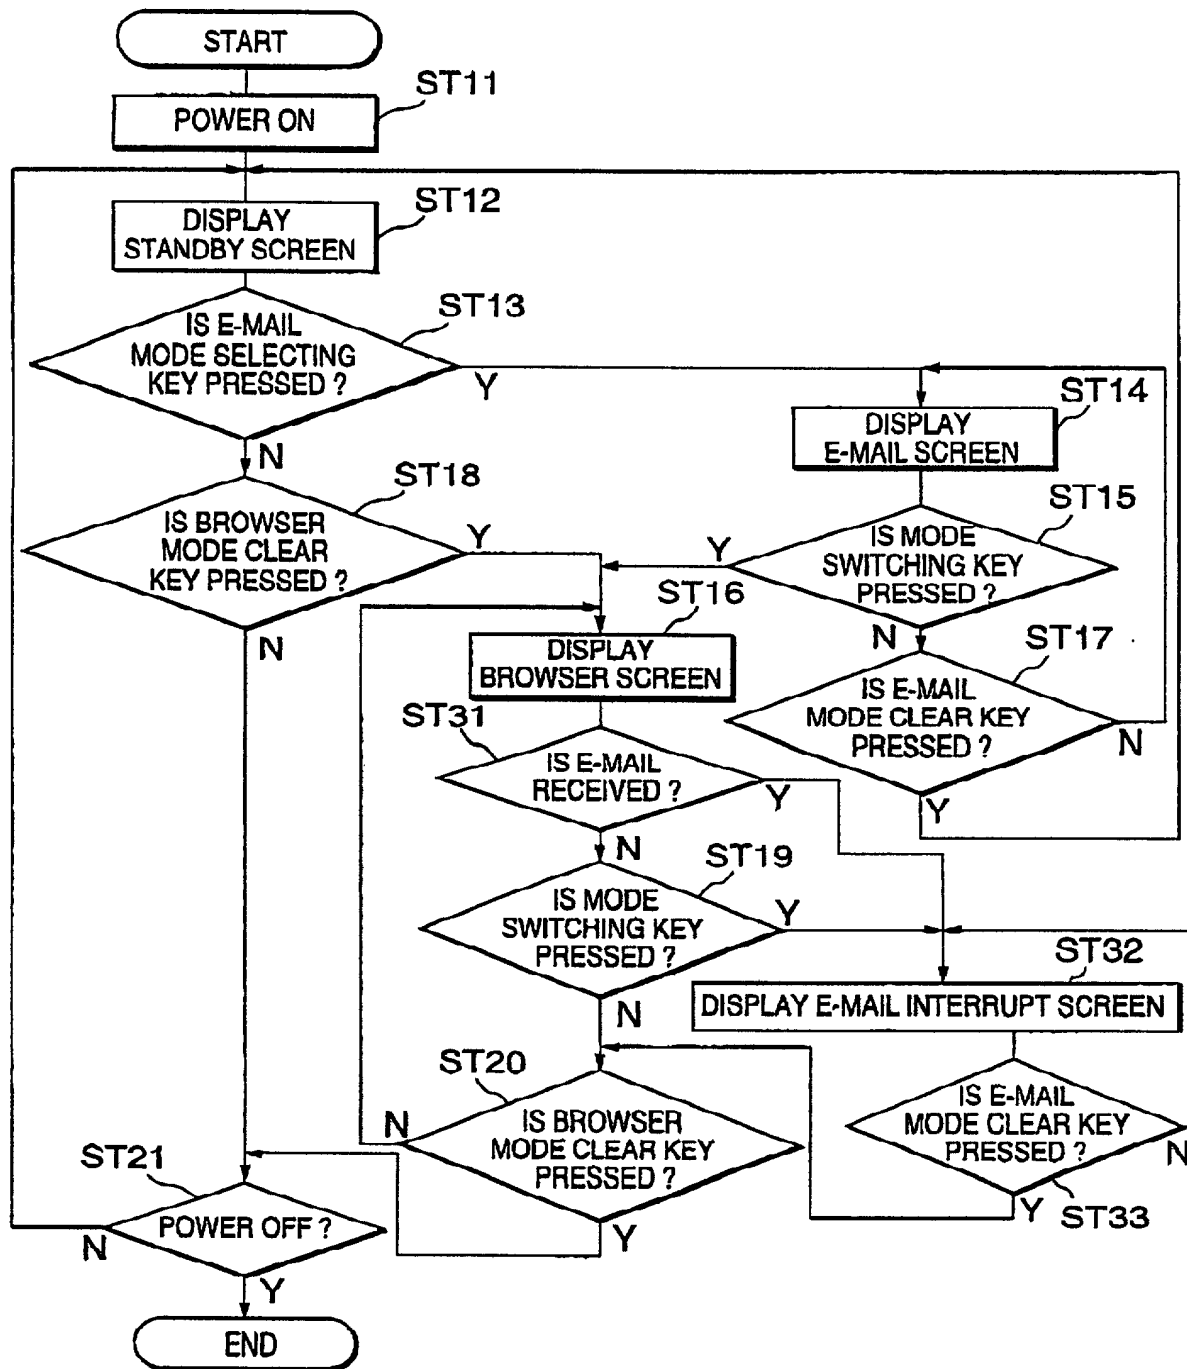 START
ST11
POWER ON
ST12
DISPLAY
STANDBY SCREEN
ST13
IS E-MAIL
MODE SELECTING
KEY PRESSED ?
Y
N
ST14
DISPLAY
E-MAIL SCREEN
ST18
IS BROWSER
MODE CLEAR
KEY PRESSED ?
Y
N
ST15
IS MODE
SWITCHING KEY
PRESSED ?
Y
N
ST16
DISPLAY
BROWSER SCREEN
ST17
IS E-MAIL
MODE CLEAR KEY
PRESSED ?
N
Y
ST31
IS E-MAIL
RECEIVED ?
Y
N
ST19
IS MODE
SWITCHING KEY
PRESSED ?
Y
N
ST32
DISPLAY E-MAIL INTERRUPT SCREEN
ST20
IS BROWSER
MODE CLEAR KEY
PRESSED ?
N
Y
IS E-MAIL
MODE CLEAR KEY
PRESSED ?
N
Y
ST33
ST21
POWER OFF ?
N
Y
END